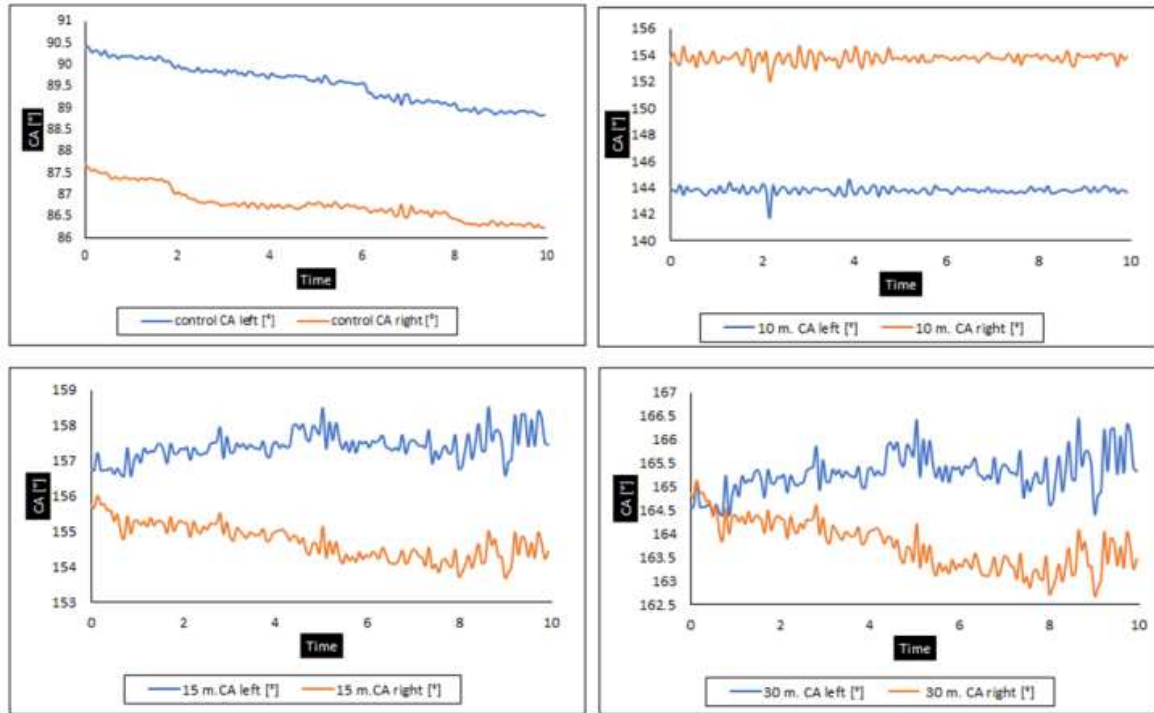 91
90.5
90
89.5
89
88.5
88
87.5
87
86.5
86
CA [°]
0 2 4 6 8 10
Time
control CA left [°] control CA right [°]
156
154
152
150
148
146
144
142
140
CA [°]
0 2 4 6 8 10
Time
10 m. CA left [°] 10 m. CA right [°]
159
158
157
156
155
154
153
CA [°]
0 2 4 6 8 10
Time
15 m. CA left [°] 15 m. CA right [°]
167
166.5
166
165.5
165
164.5
164
163.5
163
162.5
CA [°]
0 2 4 6 8 10
Time
30 m. CA left [°] 30 m. CA right [°]